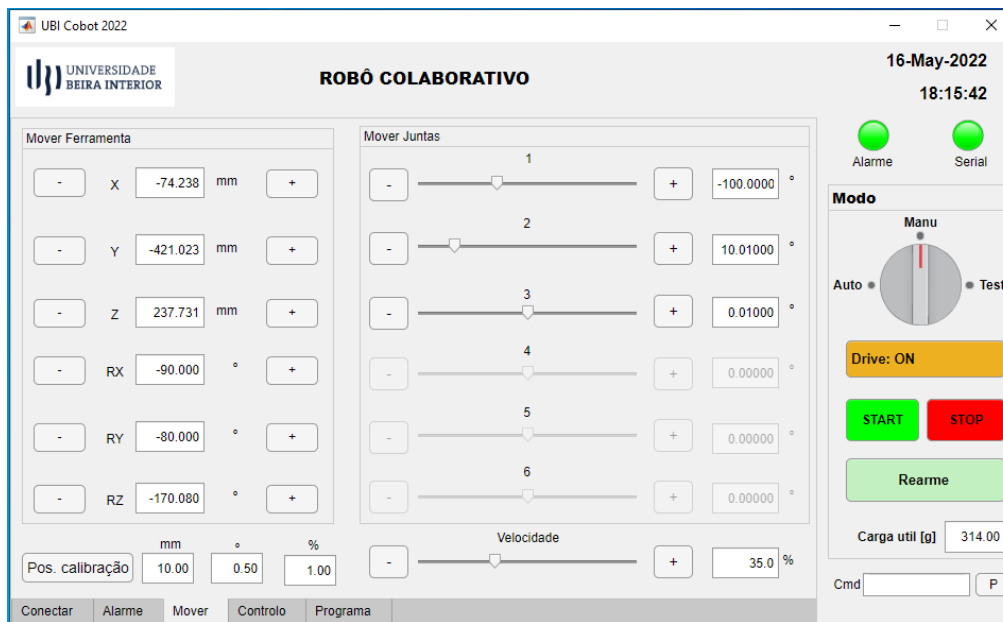 UBI Cobot 2022
UNIVERSIDADE
BEIRA INTERIOR
ROBÔ COLABORATIVO
16-May-2022
18:15:42
Alarme
Serial
Mover Ferramenta
- X -74.238 mm +
- Y -421.023 mm +
- Z 237.731 mm +
- RX -90.000 ° +
- RY -80.000 ° +
- RZ -170.080 ° +
Mover Juntas
1
- + -100.0000 °
2
- + 10.01000 °
3
- + 0.01000 °
4
- + 0.00000 °
5
- + 0.00000 °
6
- + 0.00000 °
Modo
Manu
Auto
Test
Drive: ON
START
STOP
Rearme
Carga util [g] 314.00
mm ° %
Pos. calibração 10.00 0.50 1.00
Velocidade
- + 35.0 %
Cmd P
Conectar Alarme Mover Controlo Programa